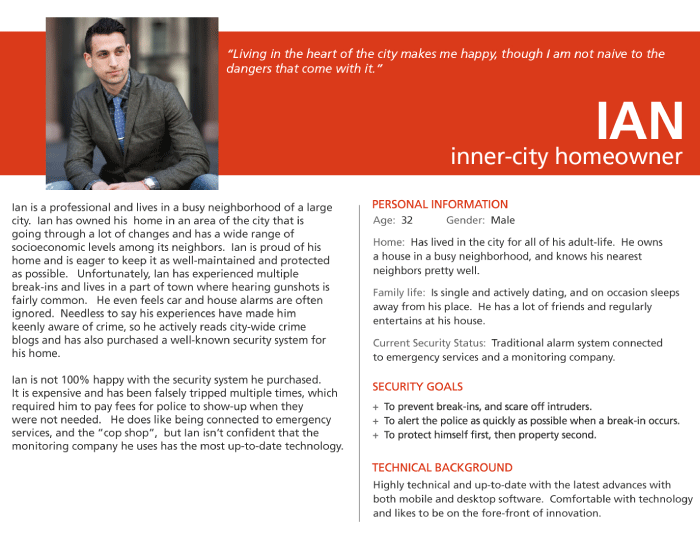 “Living in the heart of the city makes me happy, though I am not naive to the
dangers that come with it.”
IAN
inner-city homeowner
Ian is a professional and lives in a busy neighborhood of a large
city. Ian has owned his home in an area of the city that is
going through a lot of changes and has a wide range of
socioeconomic levels among its neighbors. Ian is proud of his
home and is eager to keep it as well-maintained and protected
as possible. Unfortunately, Ian has experienced multiple
break-ins and lives in a part of town where hearing gunshots is
fairly common. He even feels car and house alarms are often
ignored. Needless to say his experiences have made him
keenly aware of crime, so he actively reads city-wide crime
blogs and has also purchased a well-known security system for
his home.
Ian is not 100% happy with the security system he purchased.
It is expensive and has been falsely tripped multiple times, which
required him to pay fees for police to show-up when they
were not needed. He does like being connected to emergency
services, and the “cop shop”, but Ian isn’t confident that the
monitoring company he uses has the most up-to-date technology.
PERSONAL INFORMATION
Age: 32 Gender: Male
Home: Has lived in the city for all of his adult-life. He owns
a house in a busy neighborhood, and knows his nearest
neighbors pretty well.
Family life: Is single and actively dating, and on occasion sleeps
away from his place. He has a lot of friends and regularly
entertains at his house.
Current Security Status: Traditional alarm system connected
to emergency services and a monitoring company.
SECURITY GOALS
+ To prevent break-ins, and scare off intruders.
+ To alert the police as quickly as possible when a break-in occurs.
+ To protect himself first, then property second.
TECHNICAL BACKGROUND
Highly technical and up-to-date with the latest advances with
both mobile and desktop software. Comfortable with technology
and likes to be on the fore-front of innovation.